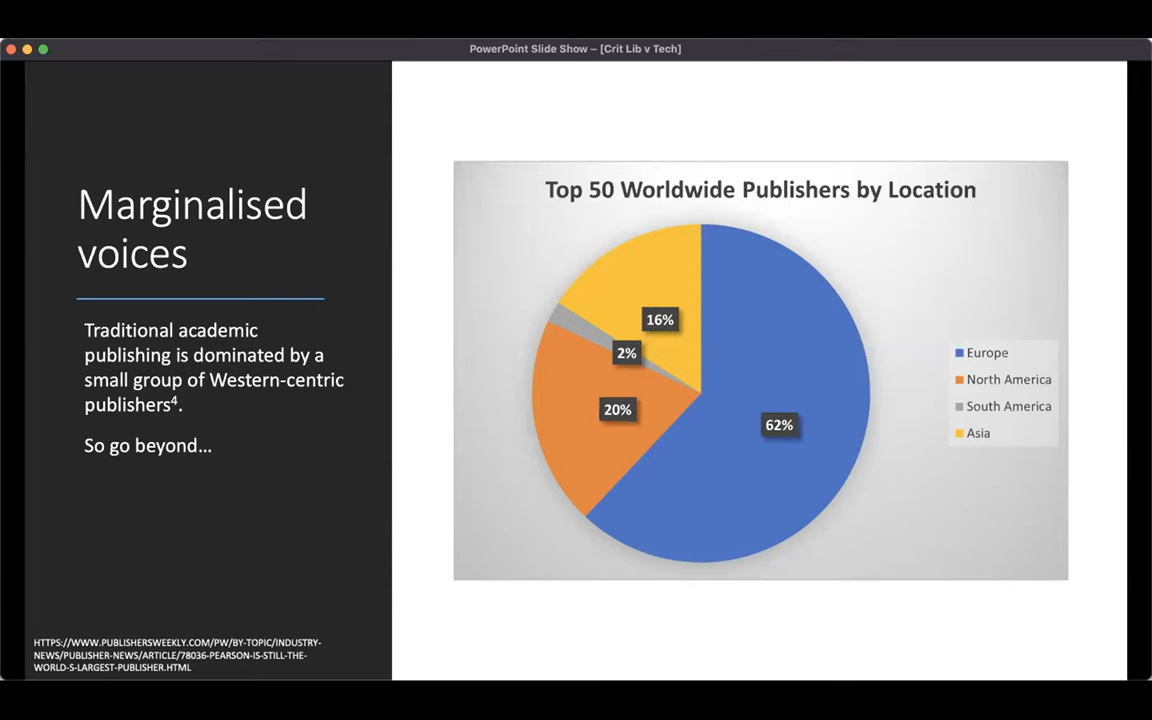 PowerPoint Slide Show – [Crit Lib v Tech]
Marginalised
voices
Traditional academic
publishing is dominated by a
small group of Western-centric
publishers⁴.
So go beyond…
HTTPS://WWW.PUBLISHERSWEEKLY.COM/PW/BY-TOPIC/INDUSTRY-
NEWS/PUBLISHER-NEWS/ARTICLE/78036-PEARSON-IS-STILL-THE-
WORLD-S-LARGEST-PUBLISHER.HTML
Top 50 Worldwide Publishers by Location
16%
2%
20%
62%
Europe
North America
South America
Asia